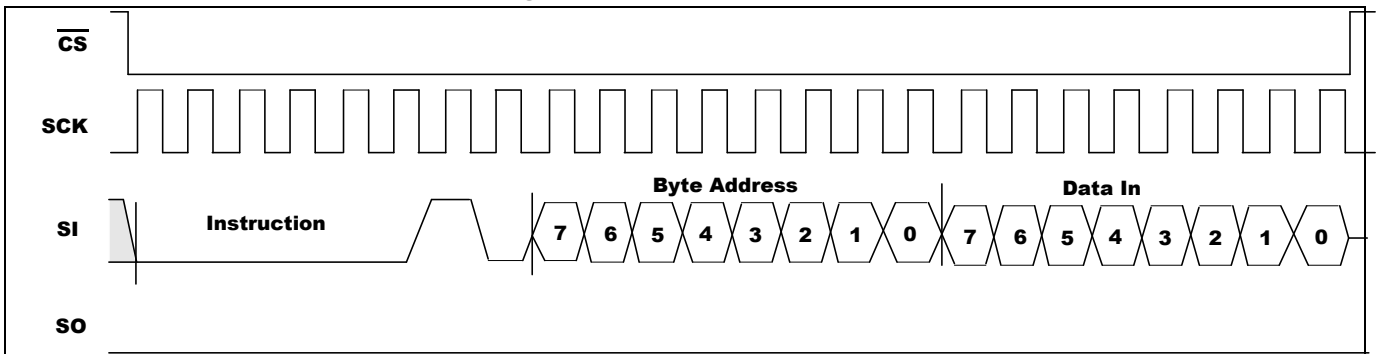 CS
SCK
Byte Address Data In
SI Instruction 7 6 5 4 3 2 1 0 7 6 5 4 3 2 1 0
SO